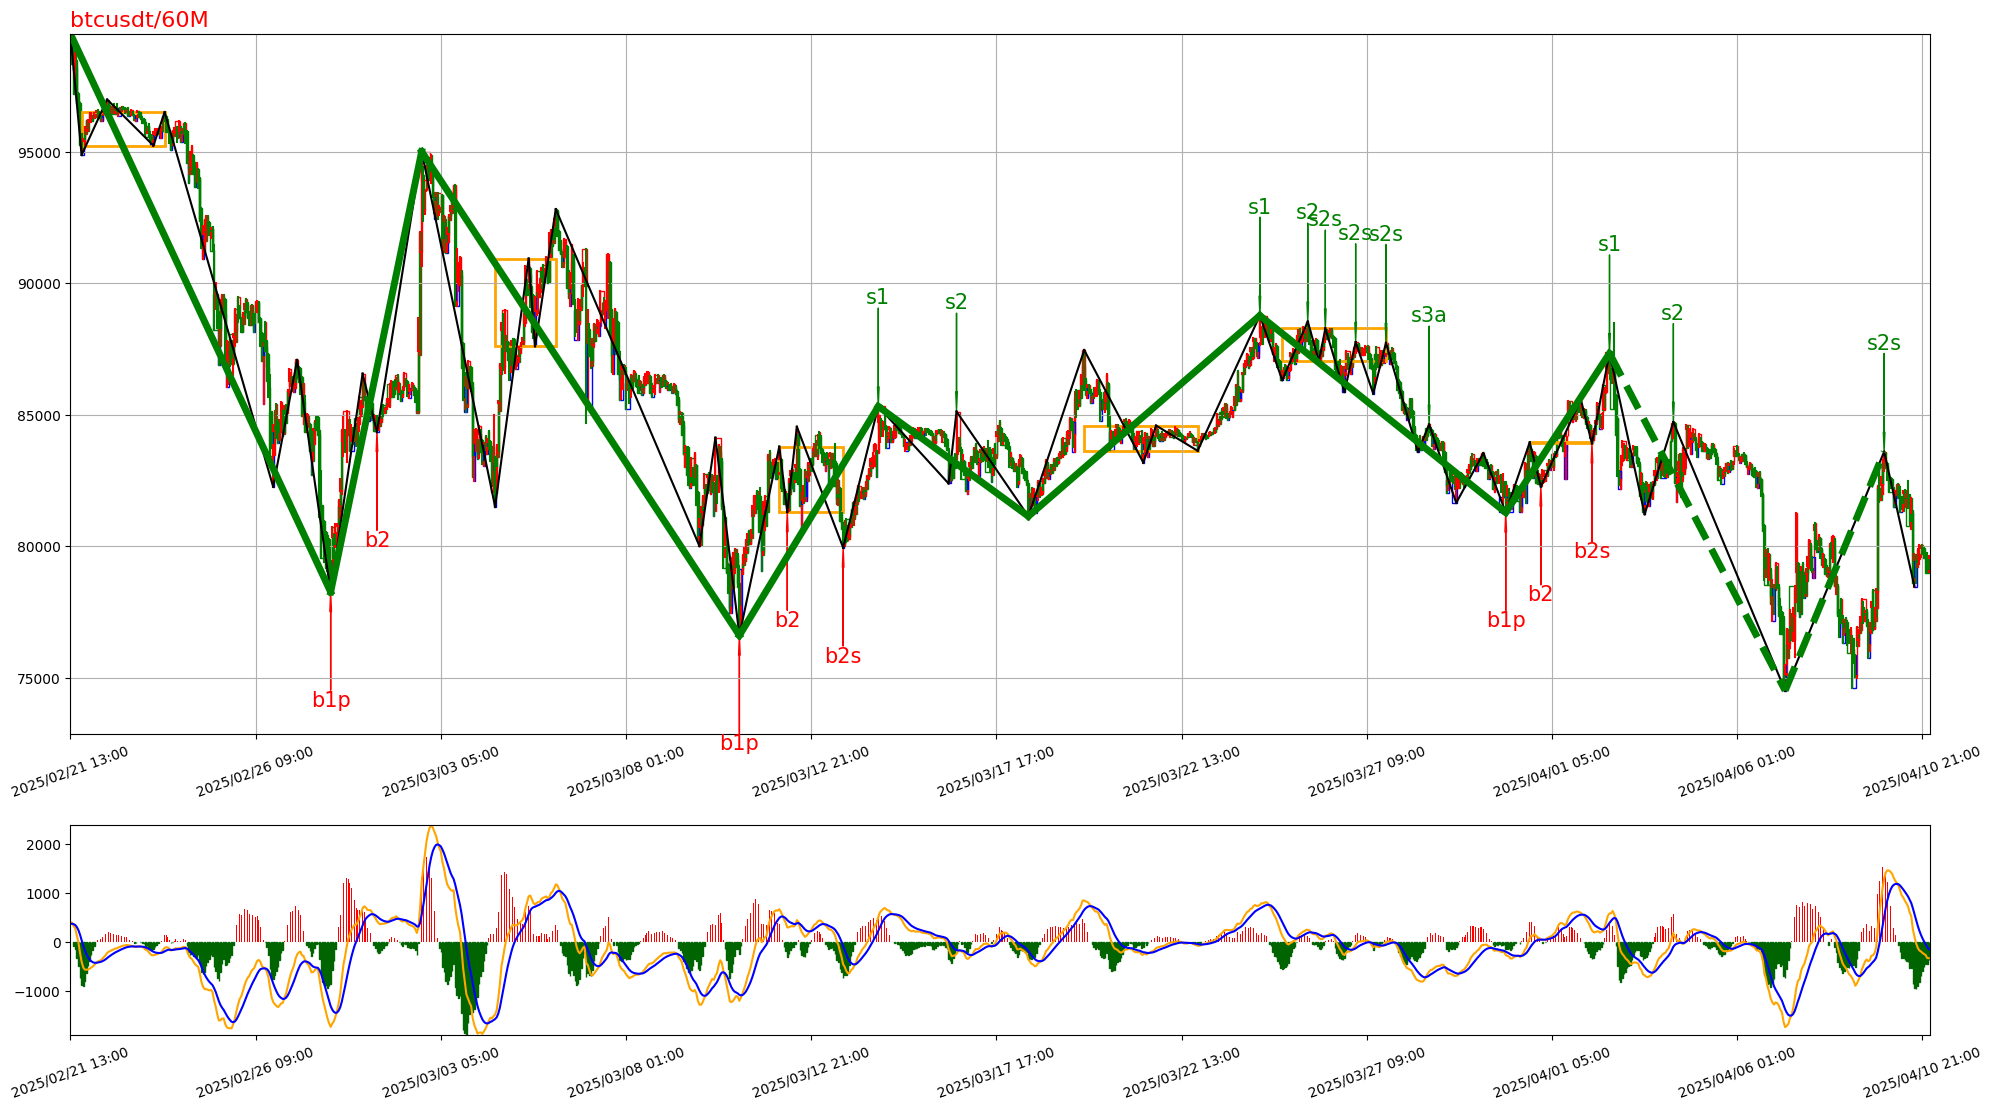 btcusdt/60M
95000
90000
85000
80000
75000
s1
s2
s2s
s2s
s2s
s1
s1
s2
s3a
s2
s2s
b2
b2
b2s
b2s
b2
b1p
b1p
b1p
2025/02/21 13:00
2025/02/26 09:00
2025/03/03 05:00
2025/03/08 01:00
2025/03/12 21:00
2025/03/17 17:00
2025/03/22 13:00
2025/03/27 09:00
2025/04/01 05:00
2025/04/06 01:00
2025/04/10 21:00
2000
1000
0
−1000
2025/02/21 13:00
2025/02/26 09:00
2025/03/03 05:00
2025/03/08 01:00
2025/03/12 21:00
2025/03/17 17:00
2025/03/22 13:00
2025/03/27 09:00
2025/04/01 05:00
2025/04/06 01:00
2025/04/10 21:00